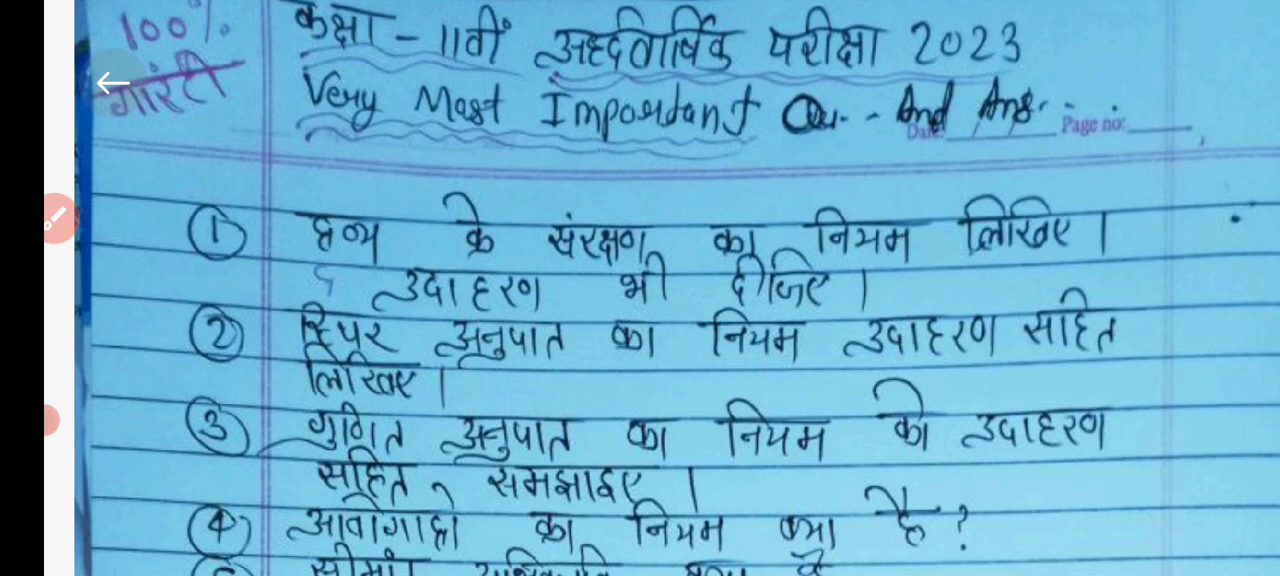 100%
गारंटी
कक्षा - 11वीं अर्द्धवार्षिक परीक्षा 2023
Very Most Important Qu. - And Ans.
Page no:
① द्रव्य के संरक्षण का नियम लिखिए।
उदाहरण भी दीजिए।
② स्थिर अनुपात का नियम उदाहरण सहित
लिखिए।
③ गुणित अनुपात का नियम को उदाहरण
सहित समझाइए।
④ आवोगाद्रो का नियम क्या है?